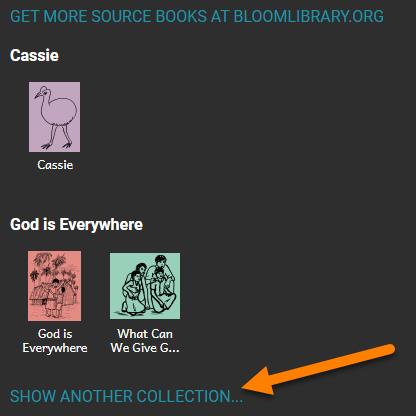 GET MORE SOURCE BOOKS AT BLOOMLIBRARY.ORG
Cassie
Cassie
God is Everywhere
God is
Everywhere
What Can
We Give G...
SHOW ANOTHER COLLECTION...